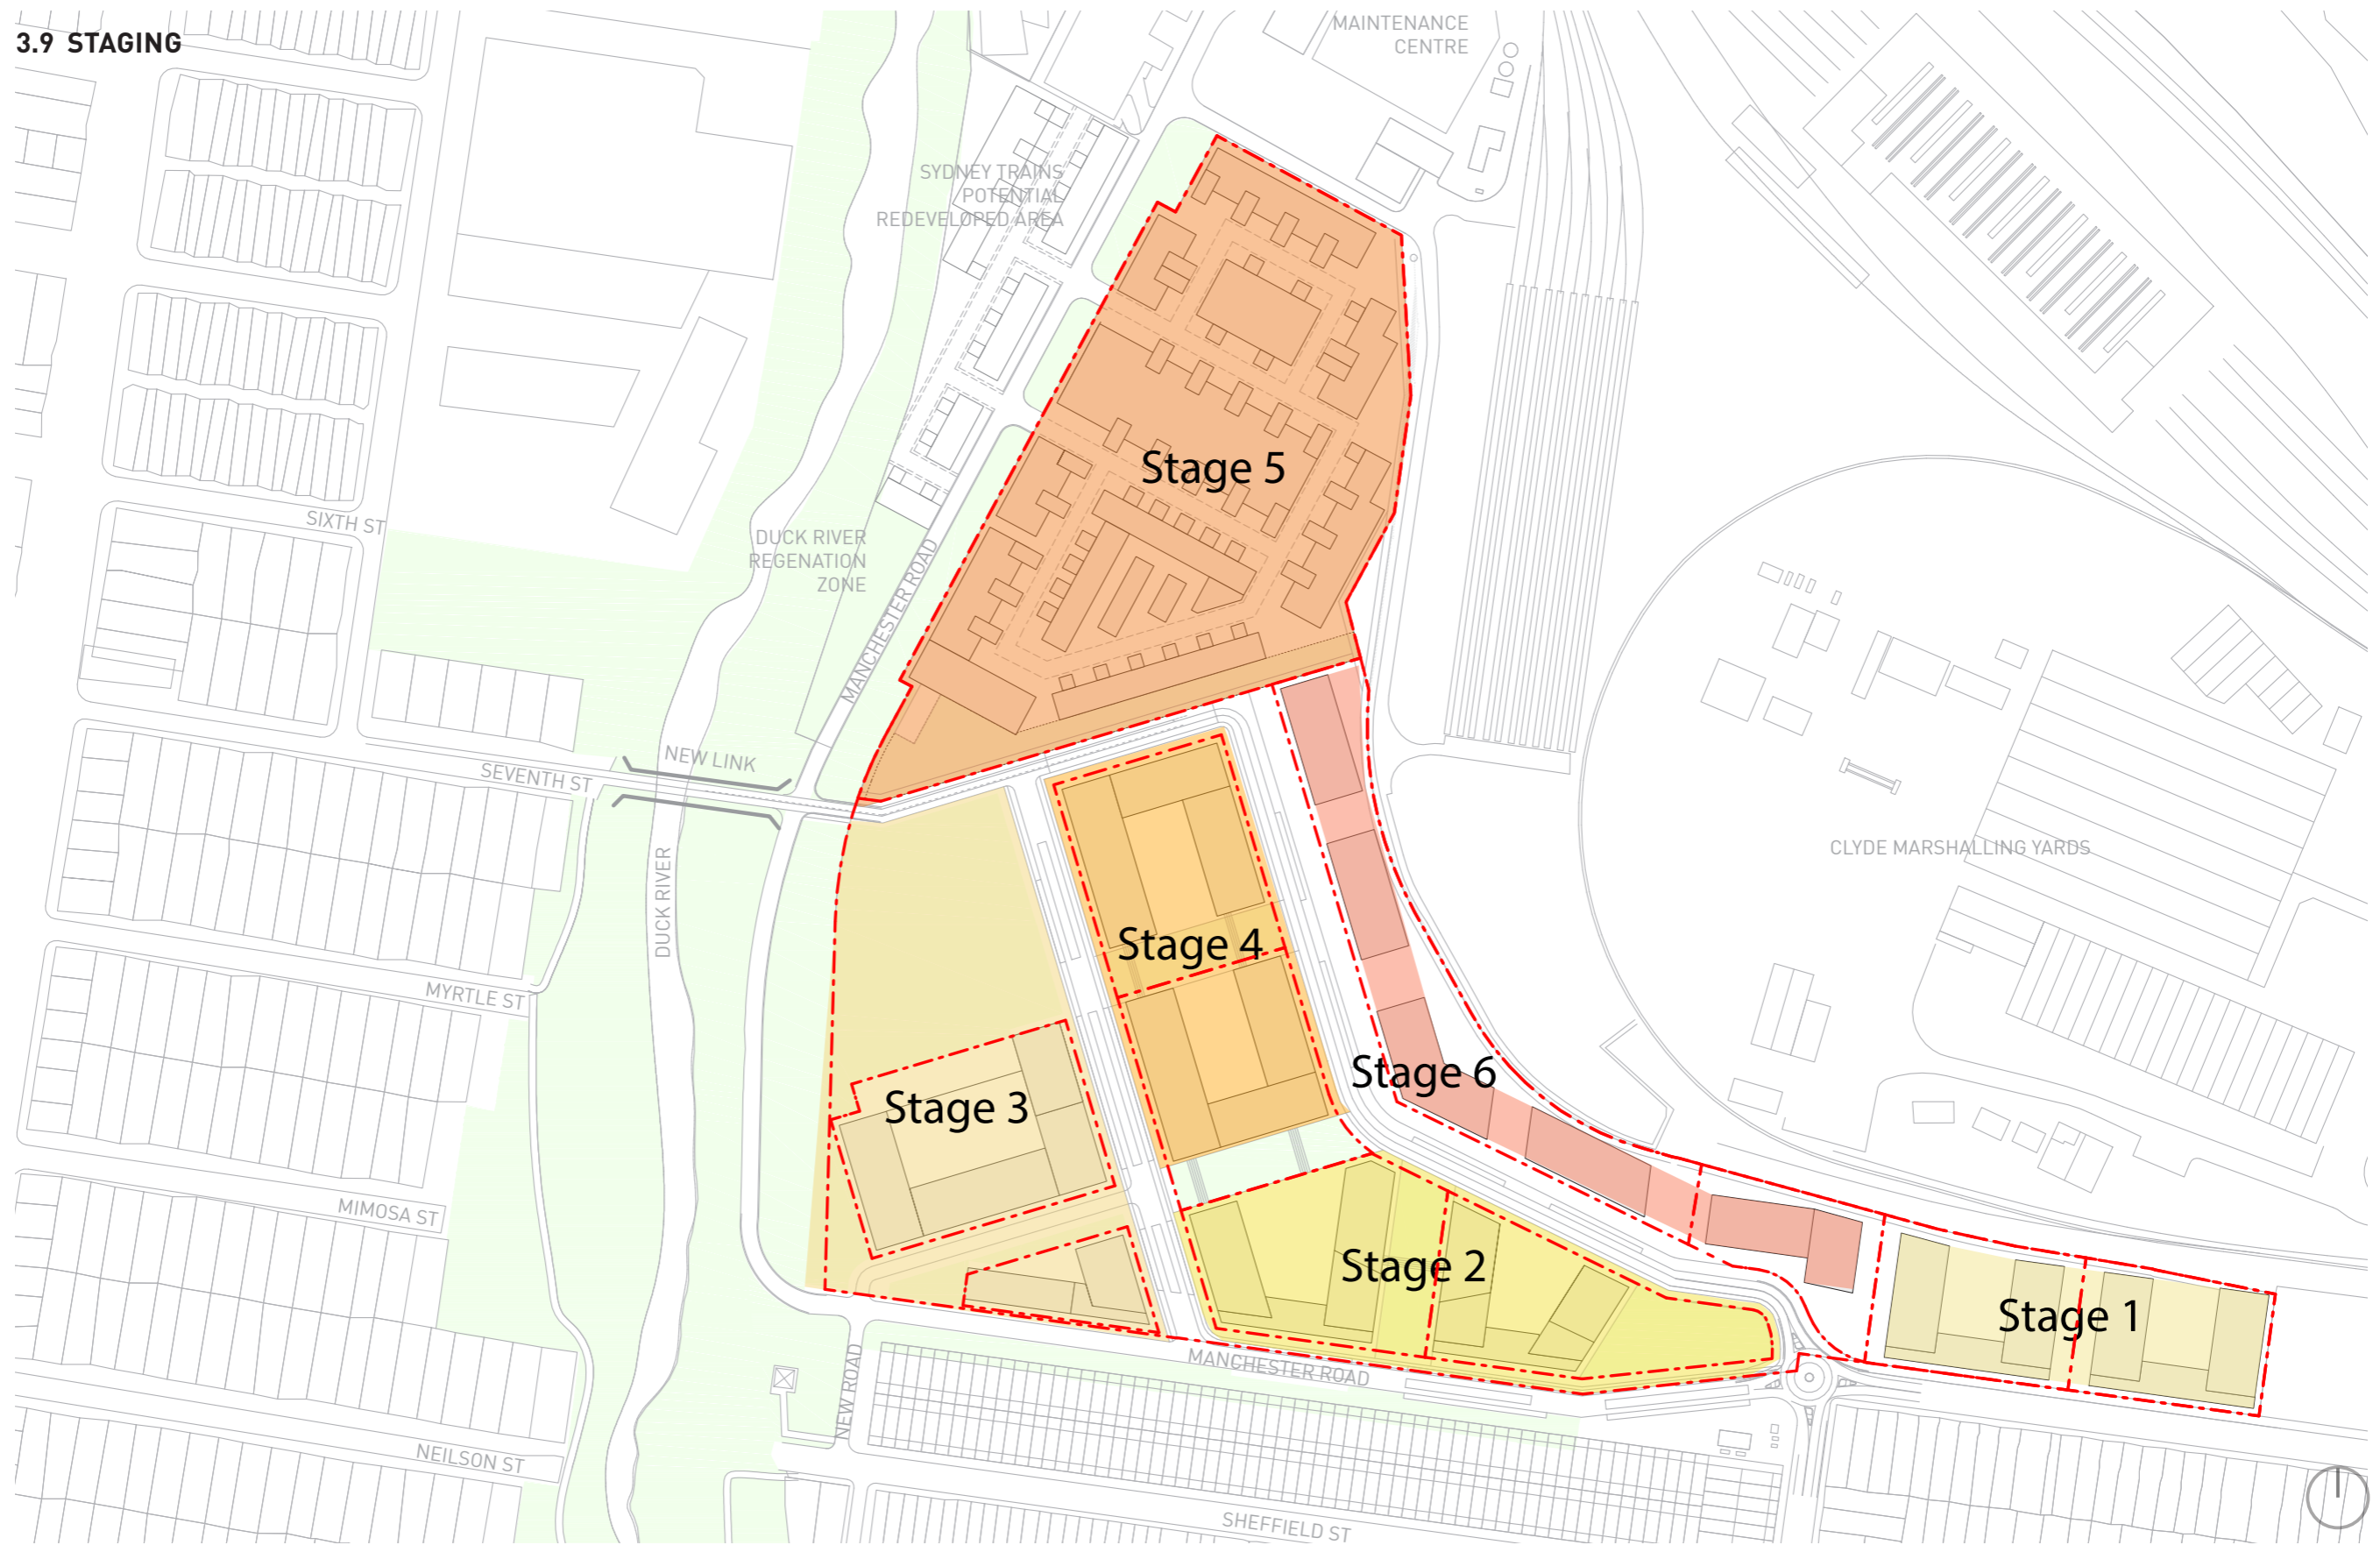 3.9 STAGING
MAINTENANCE
CENTRE
SYDNEY TRAINS
POTENTIAL
REDEVELOPED AREA
Stage 5
SIXTH ST
DUCK RIVER
REGENATION
ZONE
MANCHESTER ROAD
NEW LINK
SEVENTH ST
CLYDE MARSHALLING YARDS
DUCK RIVER
Stage 4
MYRTLE ST
Stage 6
Stage 3
MIMOSA ST
Stage 2
Stage 1
MANCHESTER ROAD
NEW ROAD
NEILSON ST
SHEFFIELD ST